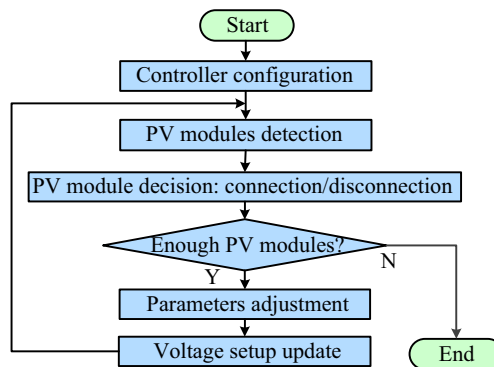 Start
Controller configuration
PV modules detection
PV module decision: connection/disconnection
Enough PV modules?
Y
N
Parameters adjustment
Voltage setup update
End